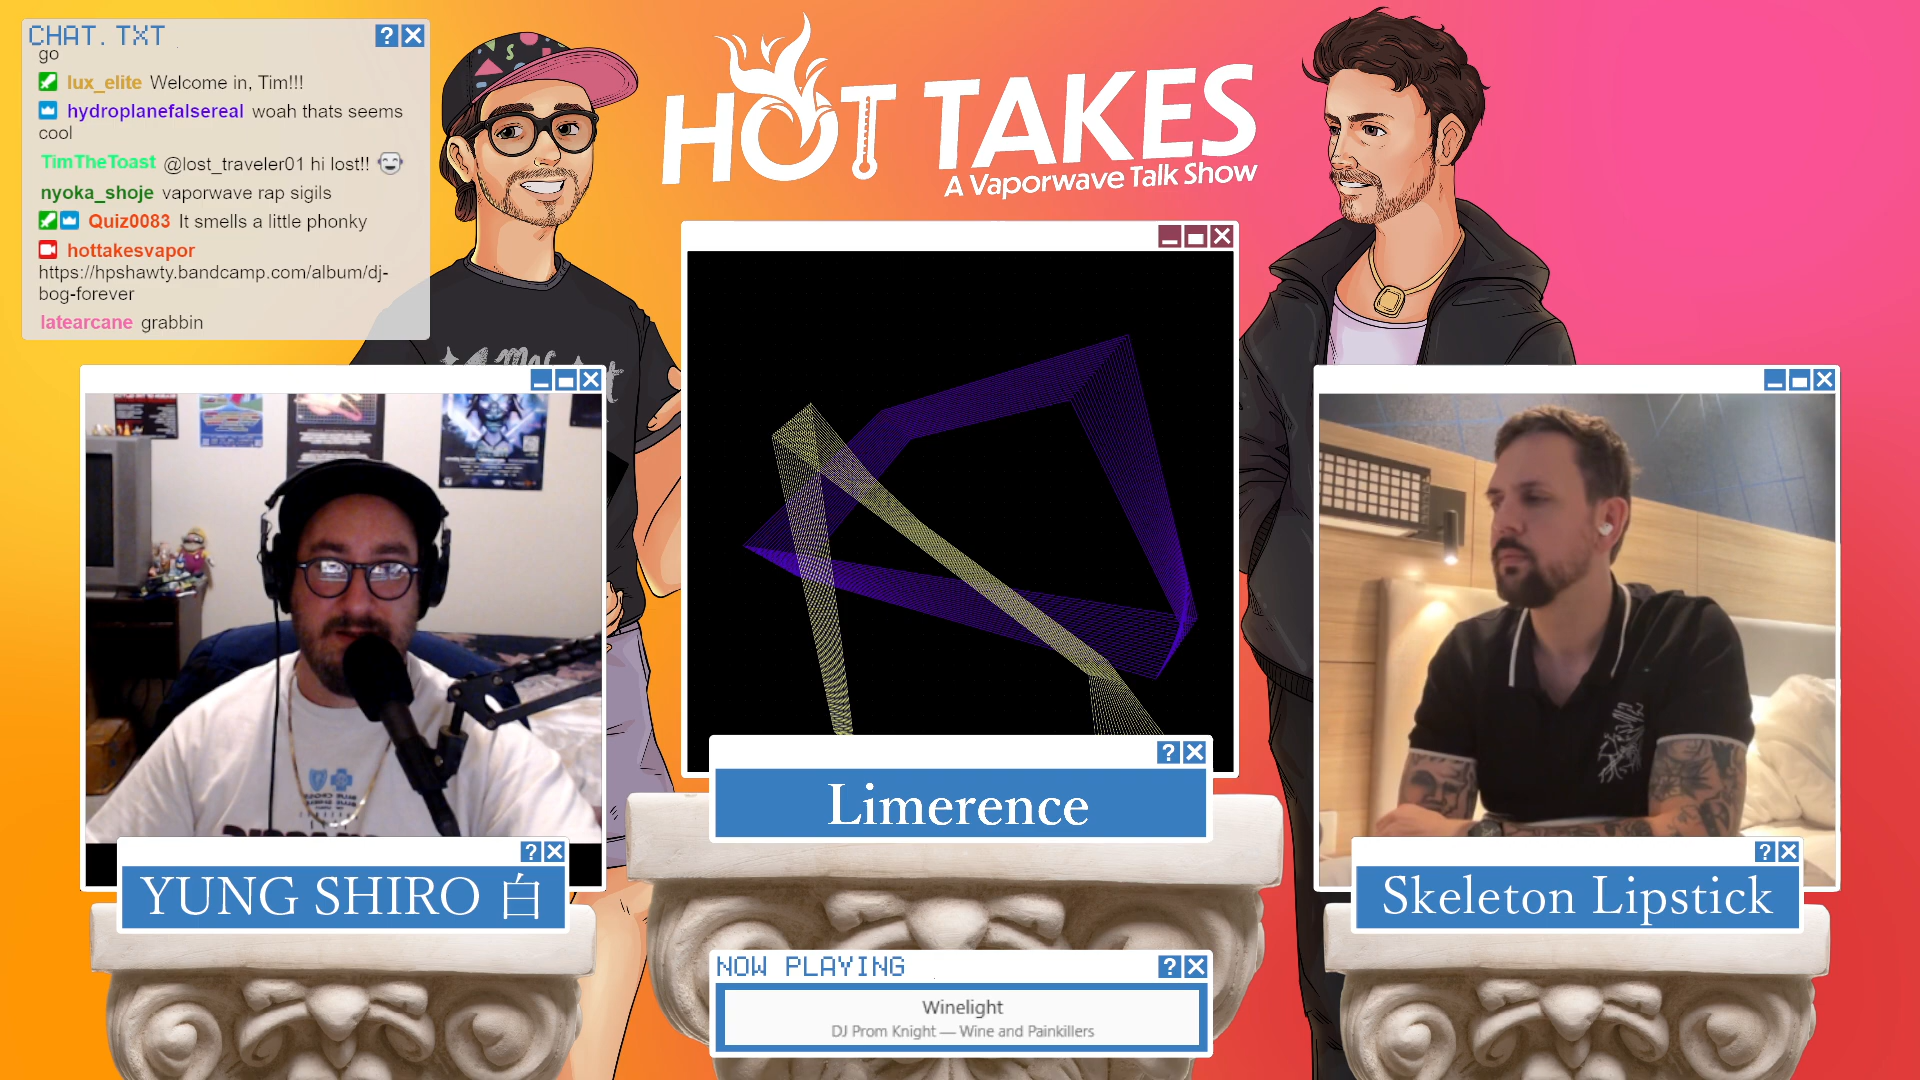 CHAT.TXT
go
lux_elite Welcome in, Tim!!!
hydroplanefalsereal woah thats seems
cool
TimTheToast @lost_traveler01 hi lost!!
nyoka_shoje vaporwave rap sigils
Quiz0083 It smells a little phonky
hottakesvapor
https://hpshawty.bandcamp.com/album/dj-
bog-forever
latearcane grabbin
HOT TAKES
A Vaporwave Talk Show
Limerence
YUNG SHIRO 白
Skeleton Lipstick
NOW PLAYING
Winelight
DJ Prom Knight — Wine and Painkillers